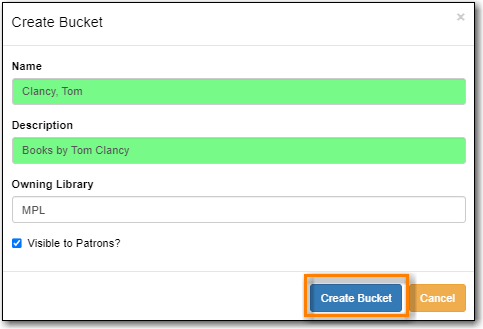 Create Bucket ×
Name
Clancy, Tom
Description
Books by Tom Clancy
Owning Library
MPL
Visible to Patrons?
Create Bucket Cancel